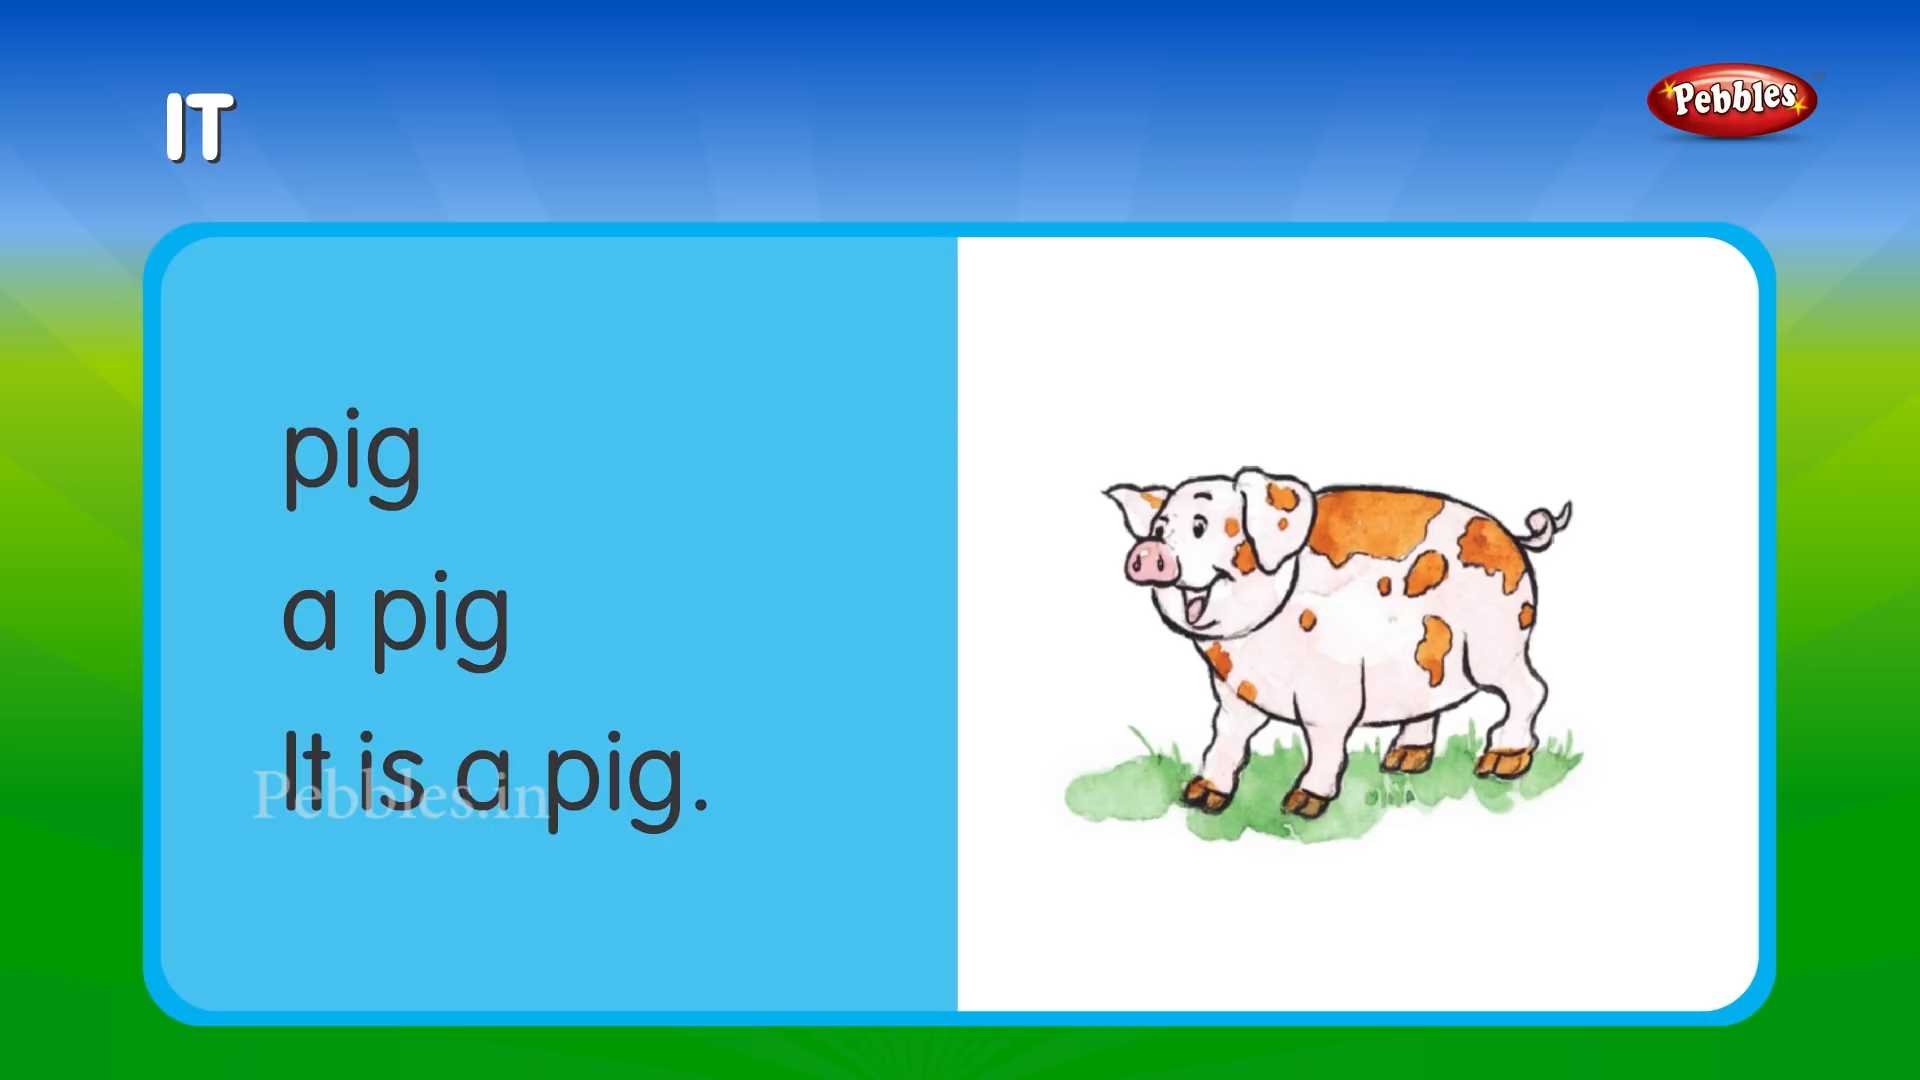 IT
Pebbles
pig
a pig
It is a pig.
Pebbles.in